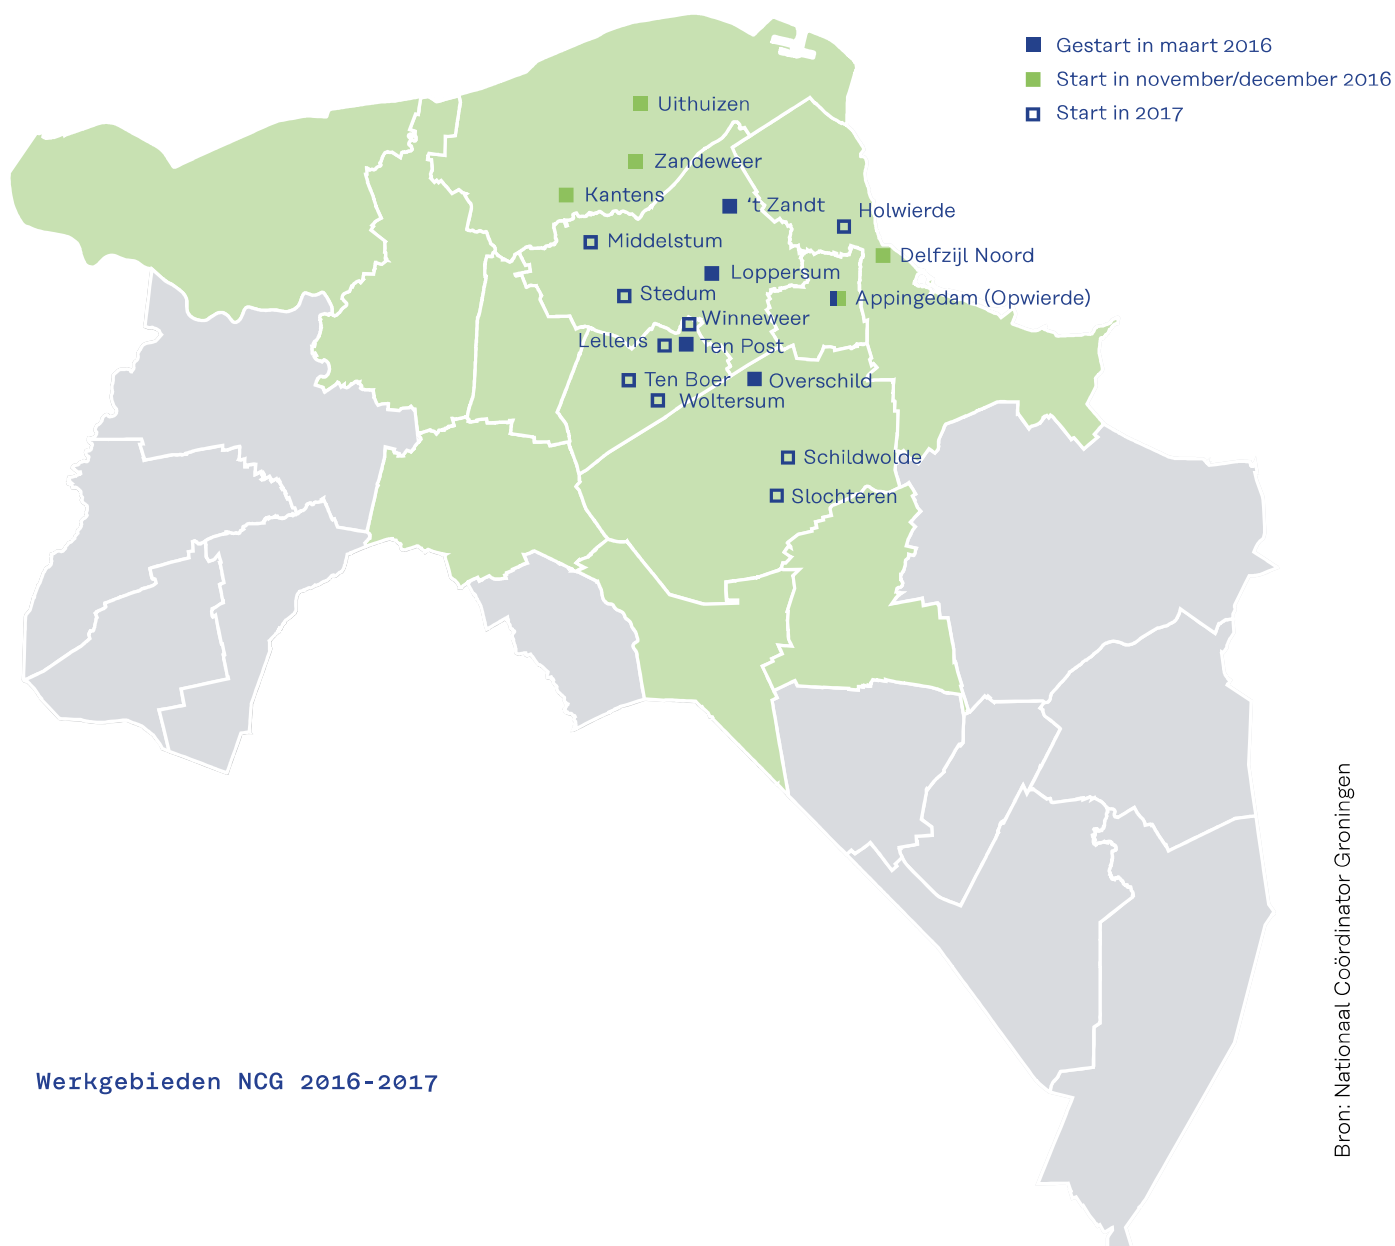 Gestart in maart 2016
Start in november/december 2016
Start in 2017
Uithuizen
Zandeweer
Kantens
't Zandt
Holwierde
Middelstum
Delfzijl Noord
Loppersum
Stedum
Appingedam (Opwierde)
Winneweer
Lellens
Ten Post
Ten Boer
Overschild
Woltersum
Schildwolde
Slochteren
Werkgebieden NCG 2016-2017
Bron: Nationaal Coördinator Groningen